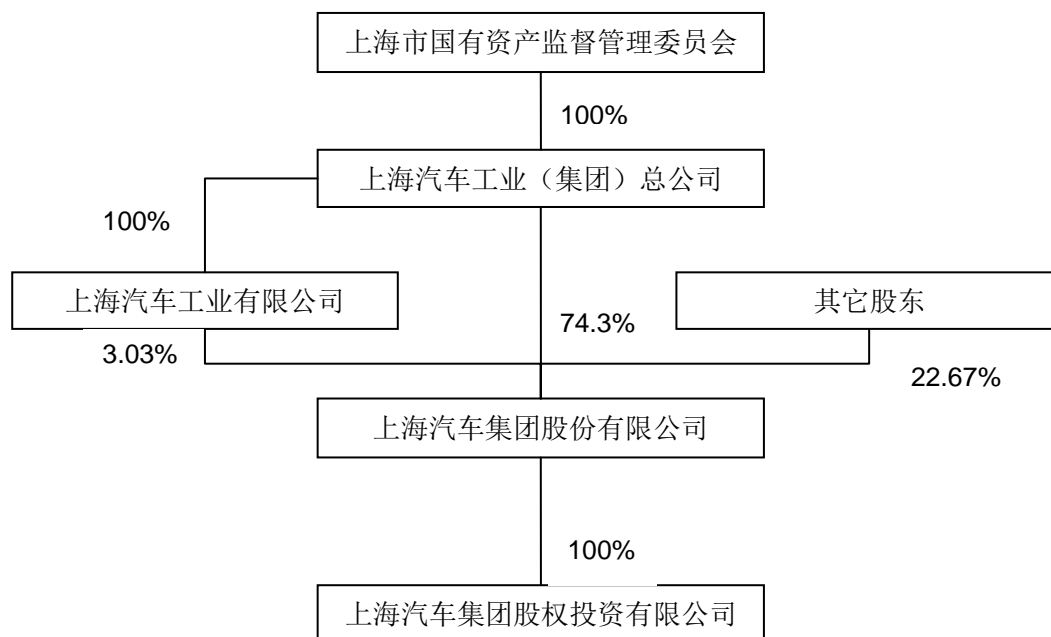 上海市国有资产监督管理委员会
100%
上海汽车工业（集团）总公司
100%
上海汽车工业有限公司
其它股东
74.3%
3.03%
22.67%
上海汽车集团股份有限公司
100%
上海汽车集团股权投资有限公司